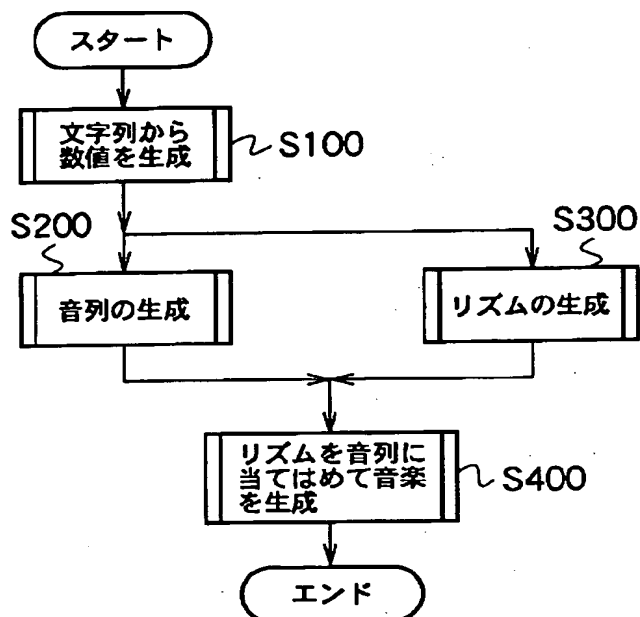 スタート
文字列から
数値を生成
S100
S200
S300
音列の生成
リズムの生成
リズムを音列に
当てはめて音楽
を生成
S400
エンド